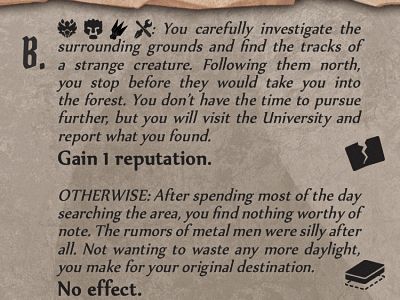 B.
: You carefully investigate the
surrounding grounds and find the tracks of
a strange creature. Following them north,
you stop before they would take you into
the forest. You don't have the time to pursue
further, but you will visit the University and
report what you found.
Gain 1 reputation.
OTHERWISE: After spending most of the day
searching the area, you find nothing worthy of
note. The rumors of metal men were silly after
all. Not wanting to waste any more daylight,
you make for your original destination.
No effect.